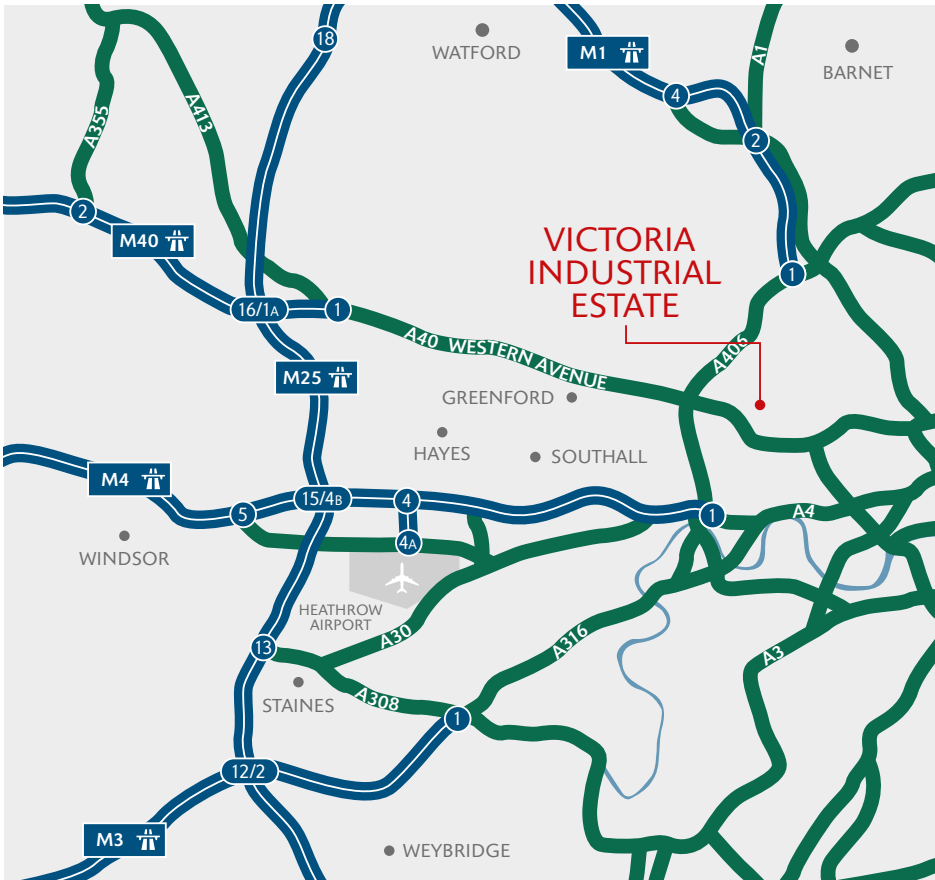 18
WATFORD
M1
A1
BARNET
A355
A413
4
2
2
M40
VICTORIA
INDUSTRIAL
ESTATE
1
16/1A
1
A40 WESTERN AVENUE
A406
M25
GREENFORD
HAYES
SOUTHALL
M4
15/4B
4
5
1
A4
4A
WINDSOR
HEATHROW
AIRPORT
A30
A316
13
A3
STAINES
A308
1
12/2
M3
WEYBRIDGE